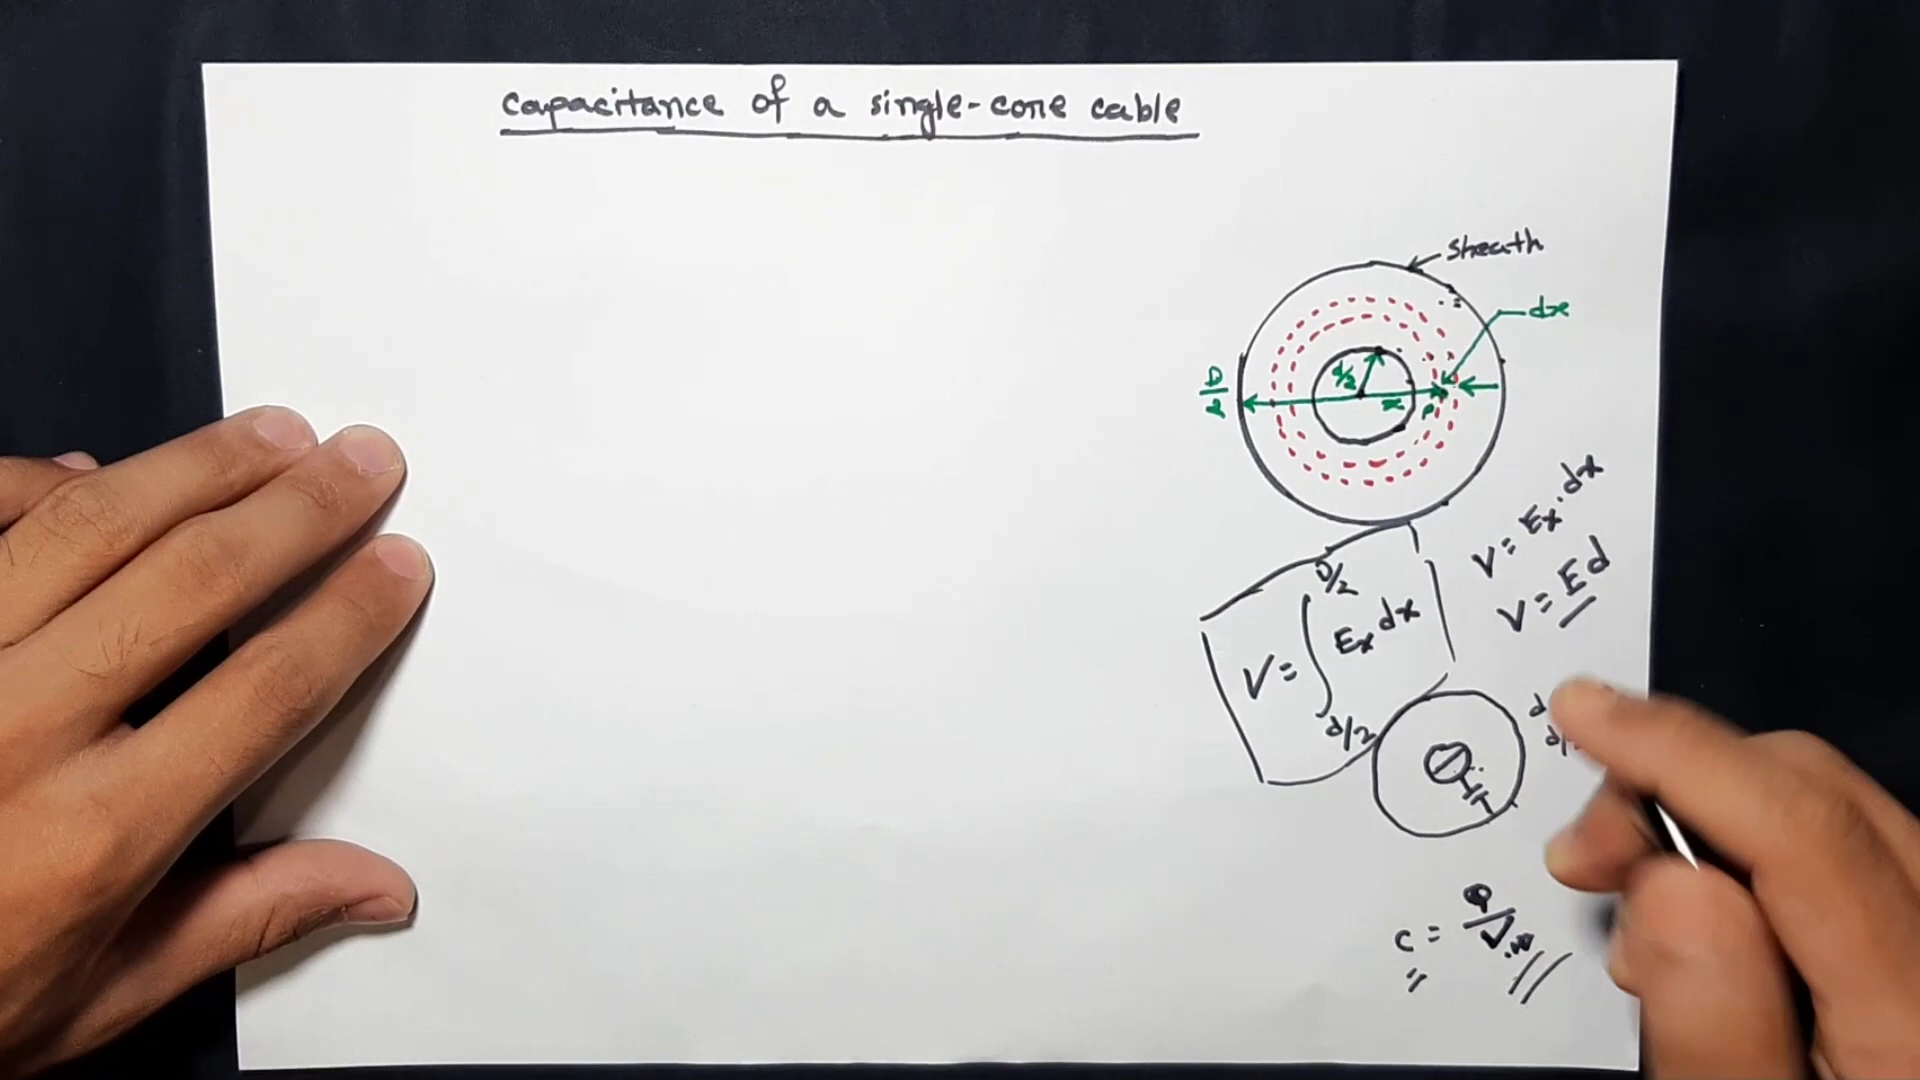 capacitance of a single-core cable
sheath
dx
d/2
D/2
x
P
V = Ex . dx
V = Ed
V = ∫ Ex dx
D/2
d/2
C = Q/V